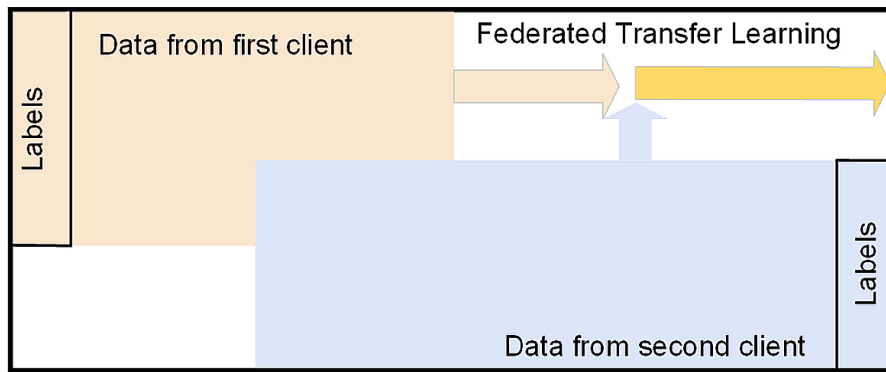 Data from first client
Federated Transfer Learning
Labels
Labels
Data from second client